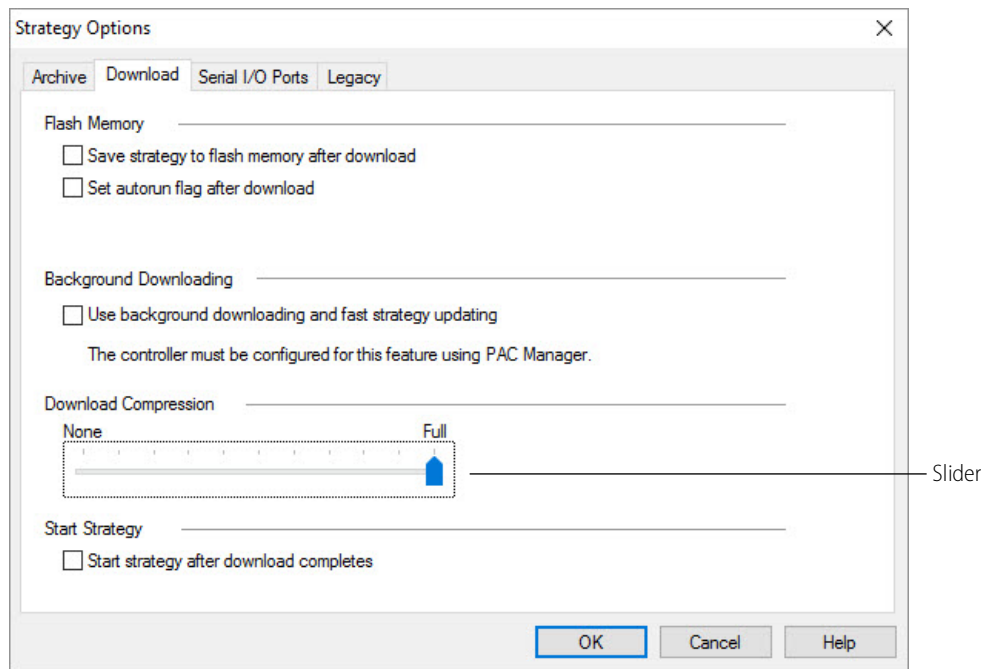 Strategy Options
Archive Download Serial I/O Ports Legacy
Flash Memory
Save strategy to flash memory after download
Set autorun flag after download
Background Downloading
Use background downloading and fast strategy updating
The controller must be configured for this feature using PAC Manager.
Download Compression
None Full
Slider
Start Strategy
Start strategy after download completes
OK Cancel Help